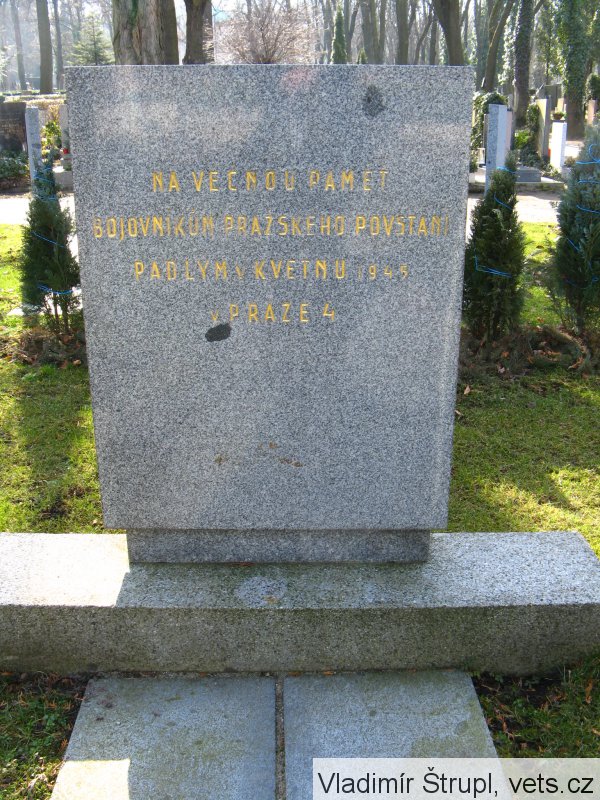 NA VĚČNOU PAMĚŤ
BOJOVNÍKŮM PRAŽSKÉHO POVSTÁNÍ
PADLÝM V KVĚTNU 1945
V PRAZE 4
Vladimír Štrupl, vets.cz